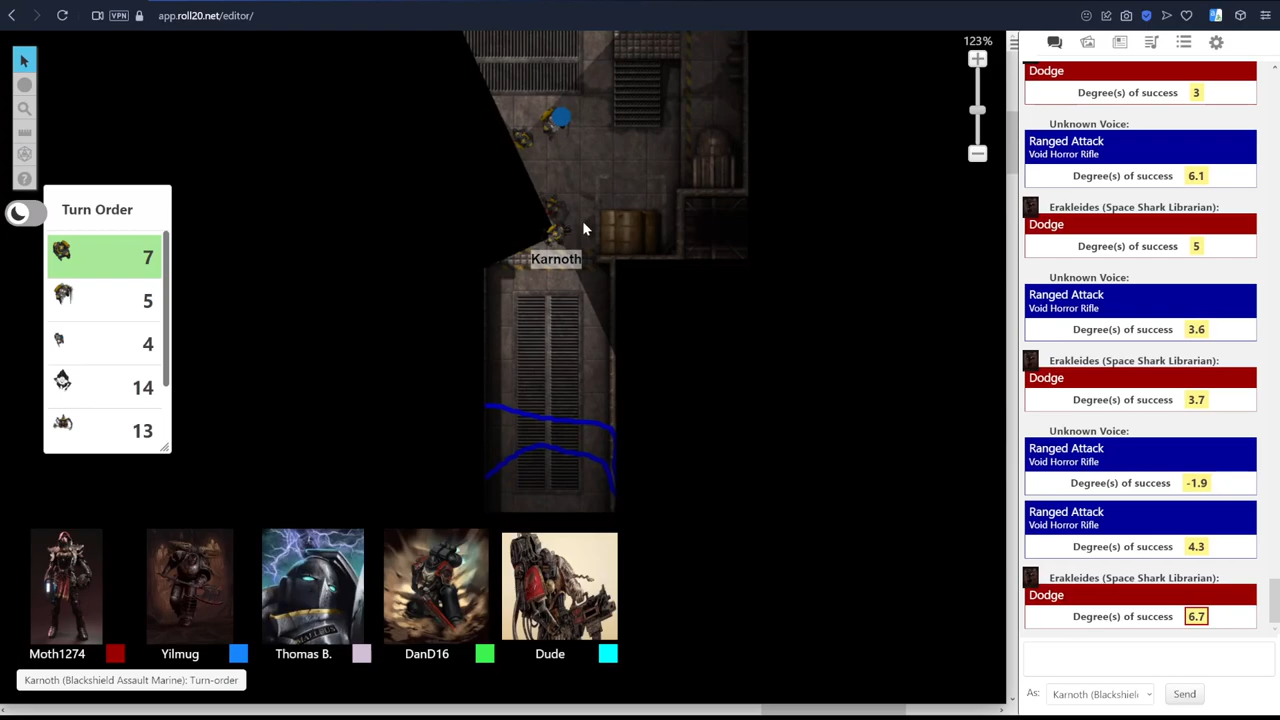 VPN
app.roll20.net/editor/
123%
Turn Order
7
5
4
14
13
Karnoth
Moth1274
Yilmug
Thomas B.
DanD16
Dude
Karnoth (Blackshield Assault Marine): Turn-order
Dodge
Degree(s) of success 3
Unknown Voice:
Ranged Attack
Void Horror Rifle
Degree(s) of success 6.1
Erakleides (Space Shark Librarian):
Dodge
Degree(s) of success 5
Unknown Voice:
Ranged Attack
Void Horror Rifle
Degree(s) of success 3.6
Erakleides (Space Shark Librarian):
Dodge
Degree(s) of success 3.7
Unknown Voice:
Ranged Attack
Void Horror Rifle
Degree(s) of success -1.9
Ranged Attack
Void Horror Rifle
Degree(s) of success 4.3
Erakleides (Space Shark Librarian):
Dodge
Degree(s) of success 6.7
As: Karnoth (Blackshiel
Send